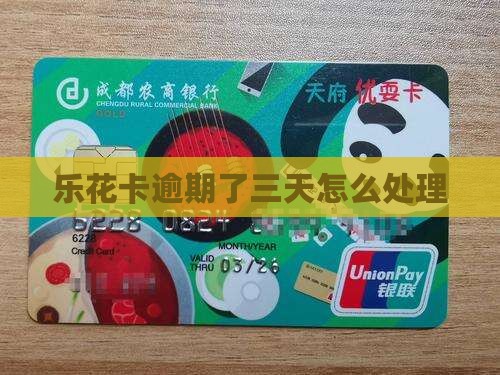 成都农商银行
CHENGDU RURAL COMMERCIAL BANK
GOLD
天府 优耍卡
乐花卡逾期了三天怎么处理
6228 0824
6228
Credit Card
MONTH/YEAR
VALID
THRU 03/26
UnionPay
银联